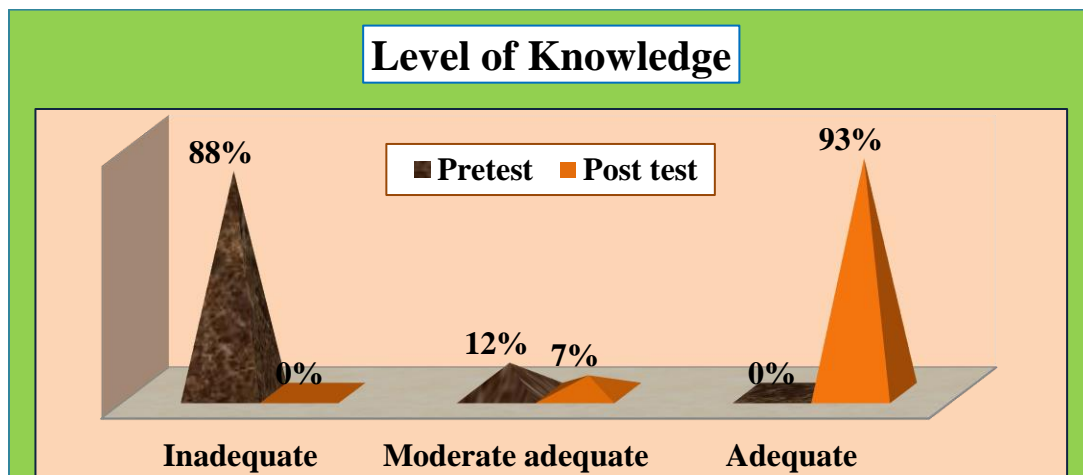 Level of Knowledge
88%
93%
Pretest Post test
12%
7%
0%
0%
Inadequate Moderate adequate Adequate